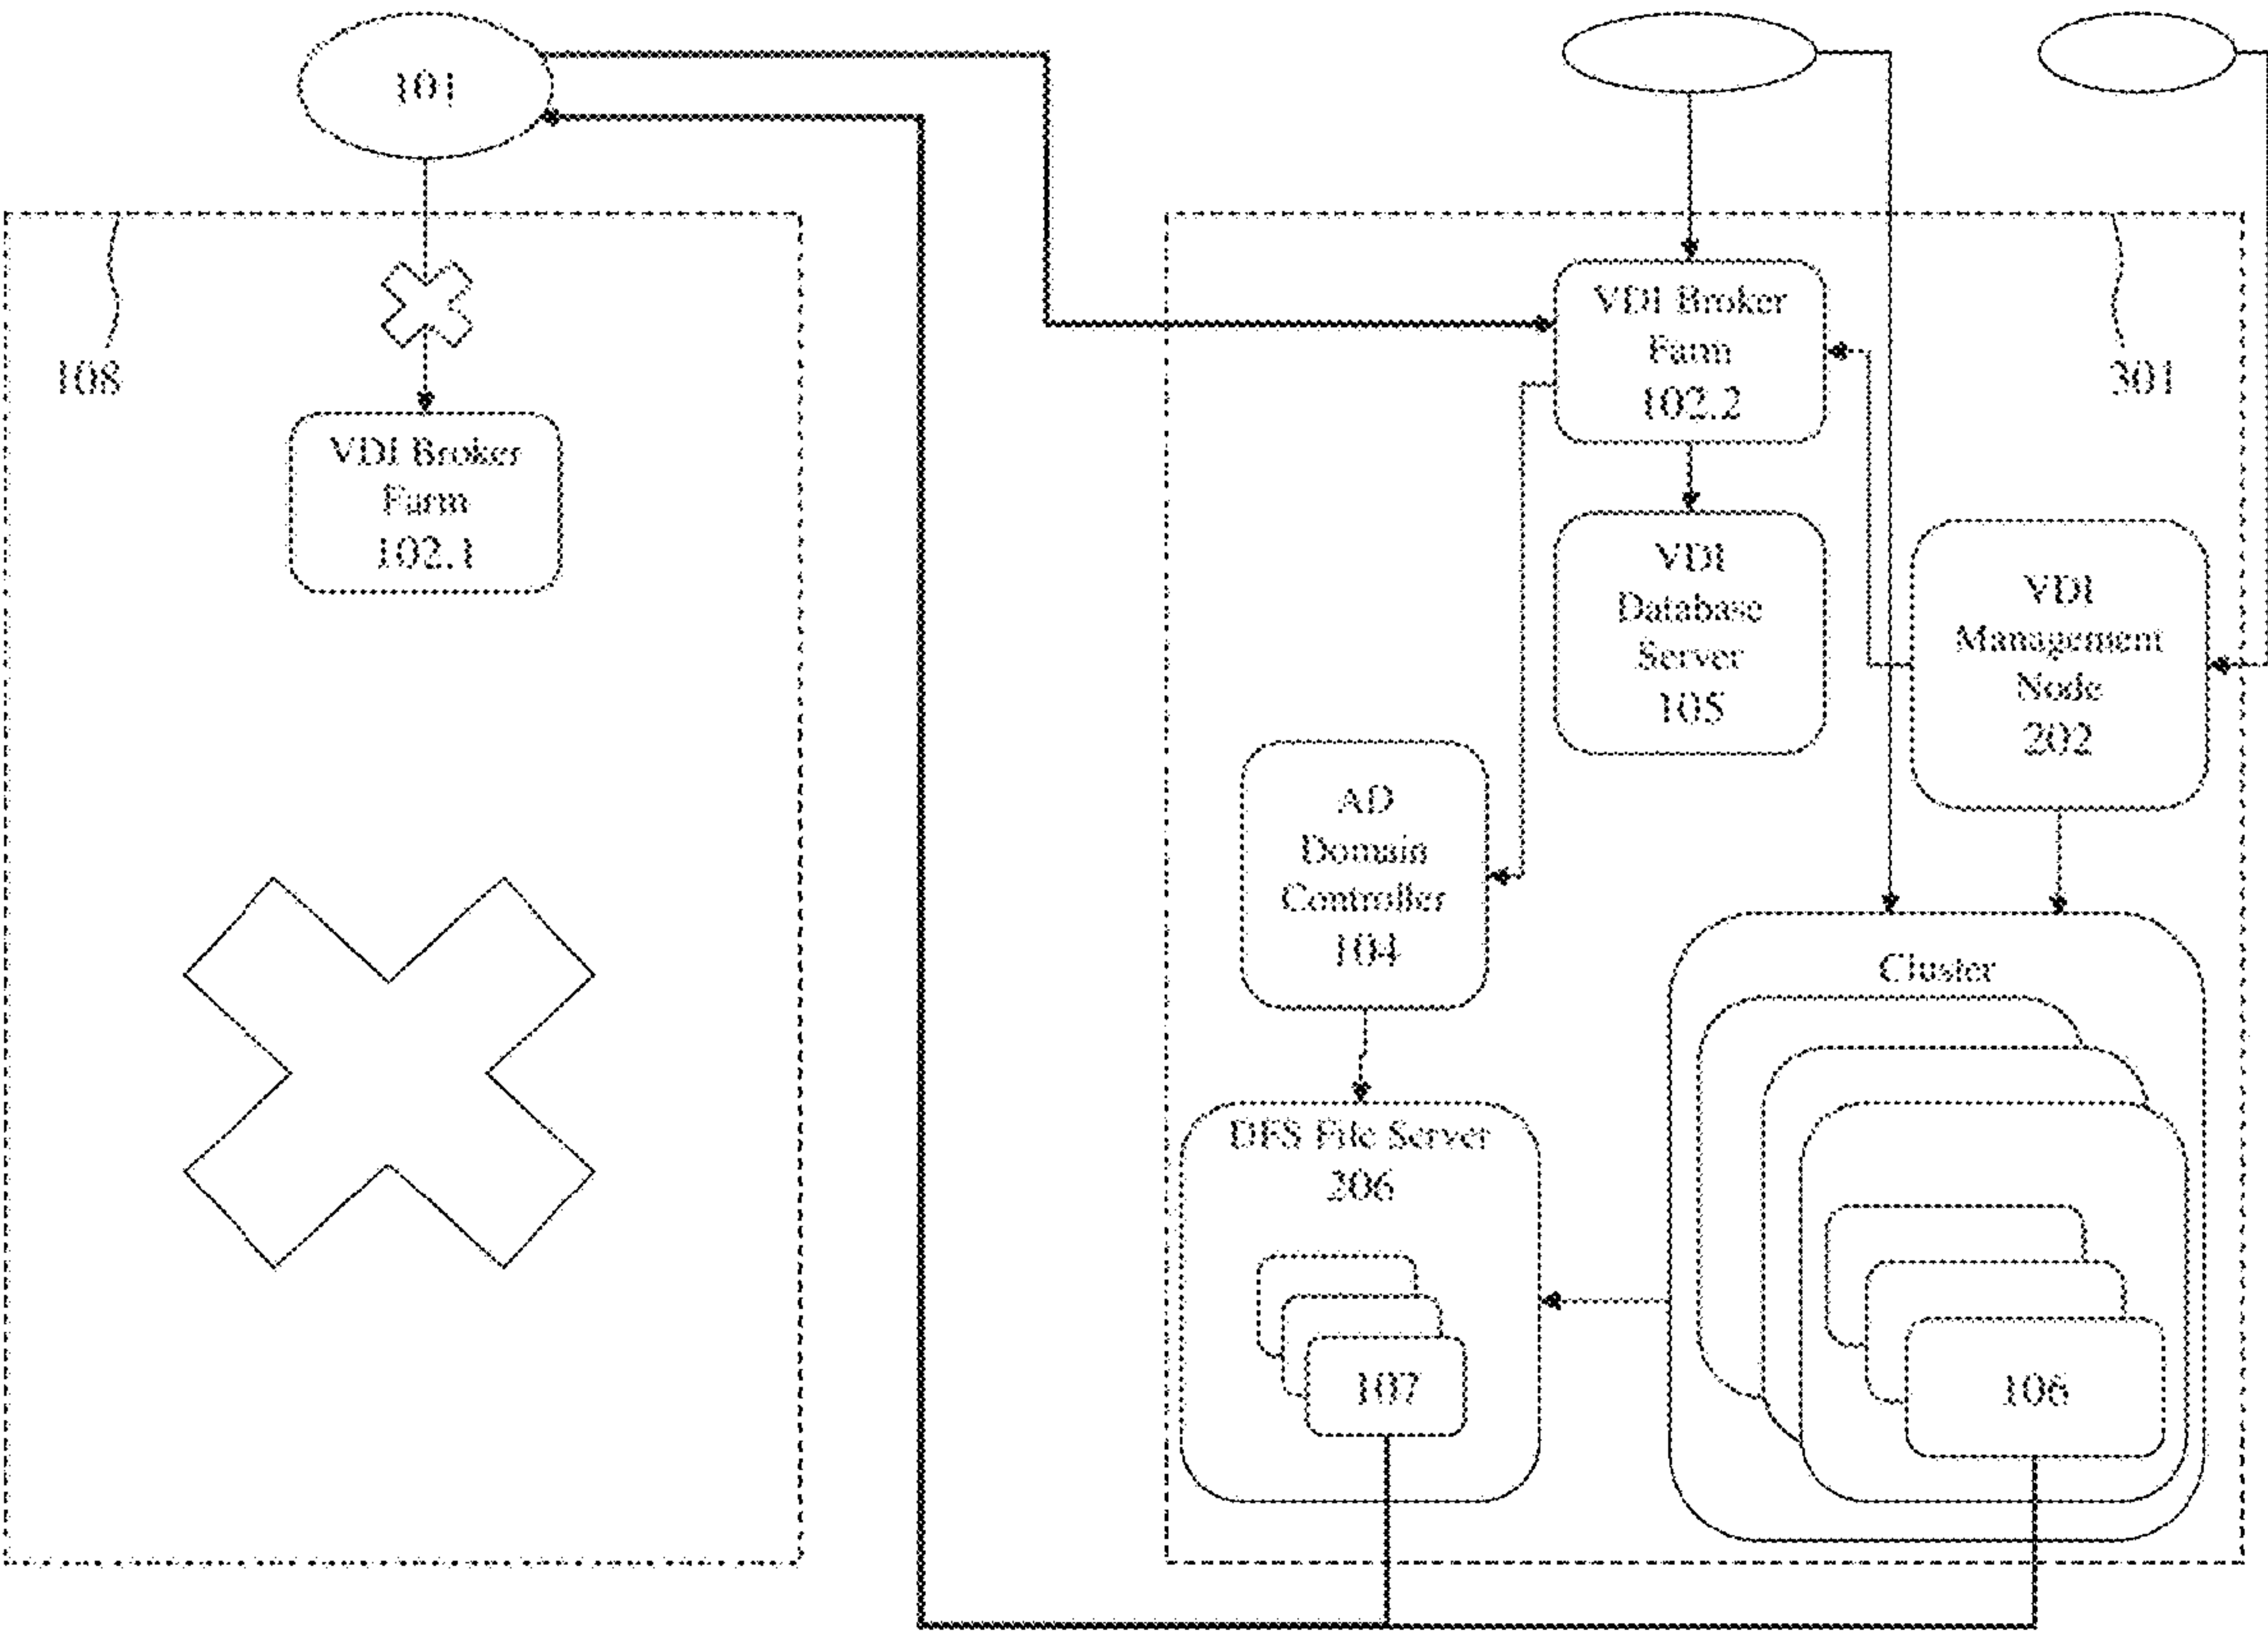 101
108
VDI Broker
Farm
102.1
VDI Broker
Farm
102.2
301
VDI
Database
Server
105
VDI
Management
Node
202
AD
Domain
Controller
104
Cluster
DFS File Server
206
107
106